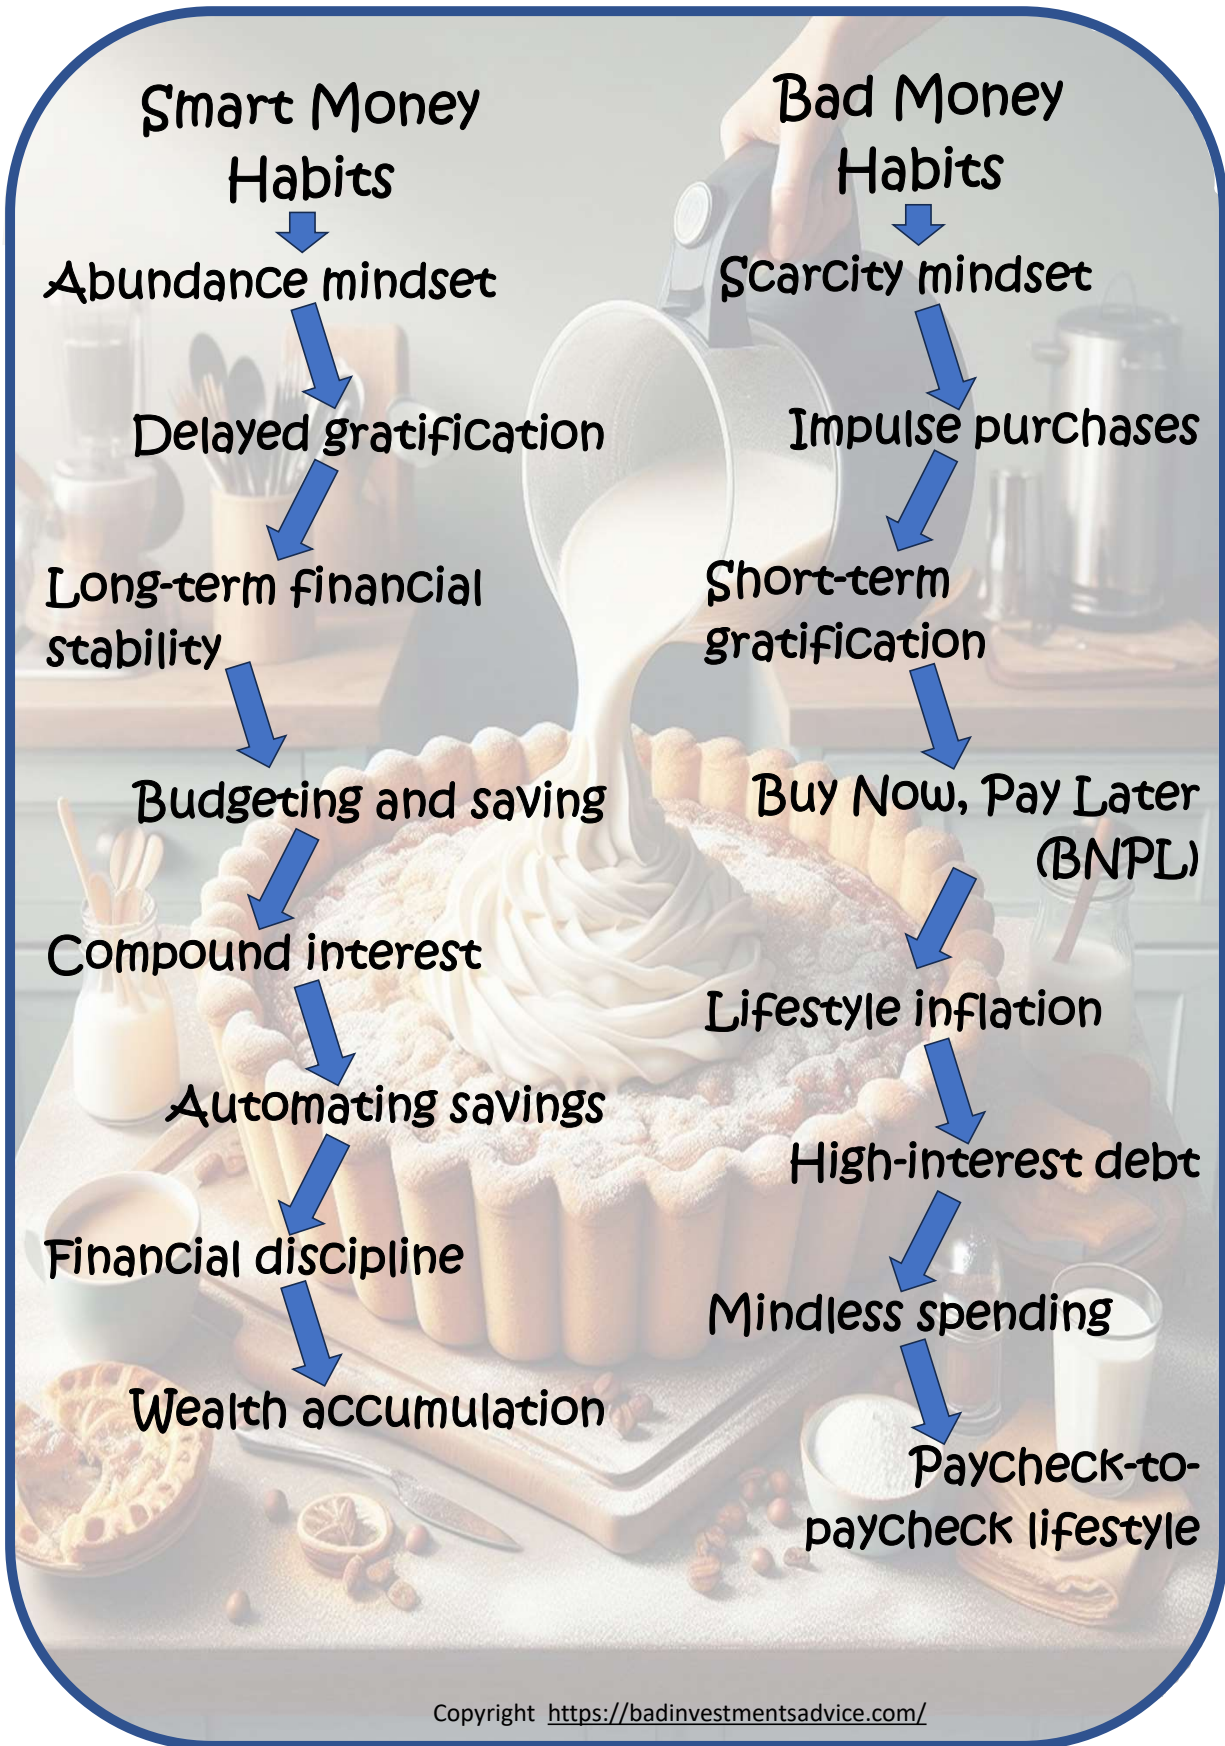 Smart Money
Habits
Abundance mindset
Delayed gratification
Long-term financial
stability
Budgeting and saving
Compound interest
Automating savings
Financial discipline
Wealth accumulation
Bad Money
Habits
Scarcity mindset
Impulse purchases
Short-term
gratification
Buy Now, Pay Later
(BNPL)
Lifestyle inflation
High-interest debt
Mindless spending
Paycheck-to-
paycheck lifestyle
Copyright https://badinvestmentsadvice.com/